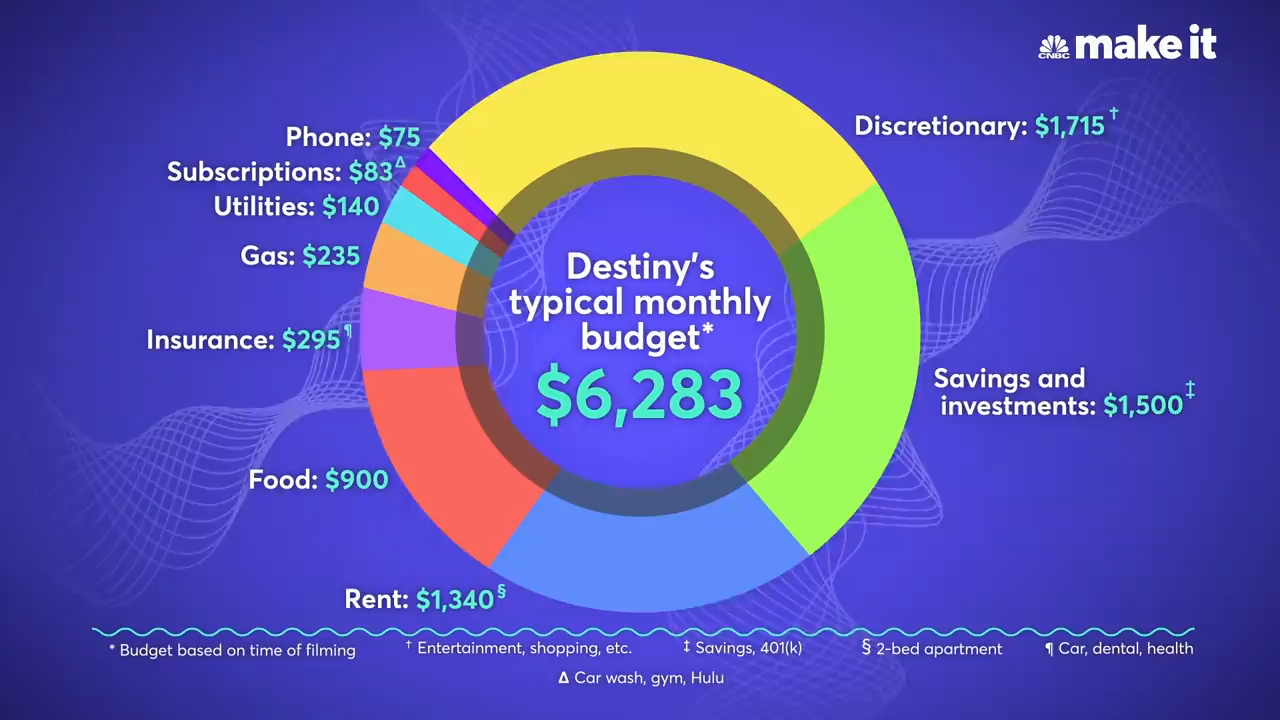 CNBC make it
Phone: $75
Subscriptions: $83Δ
Utilities: $140
Gas: $235
Insurance: $295¶
Food: $900
Rent: $1,340§
Discretionary: $1,715†
Savings and
investments: $1,500‡
Destiny's
typical monthly
budget*
$6,283
* Budget based on time of filming
† Entertainment, shopping, etc.
‡ Savings, 401(k)
§ 2-bed apartment
¶ Car, dental, health
Δ Car wash, gym, Hulu